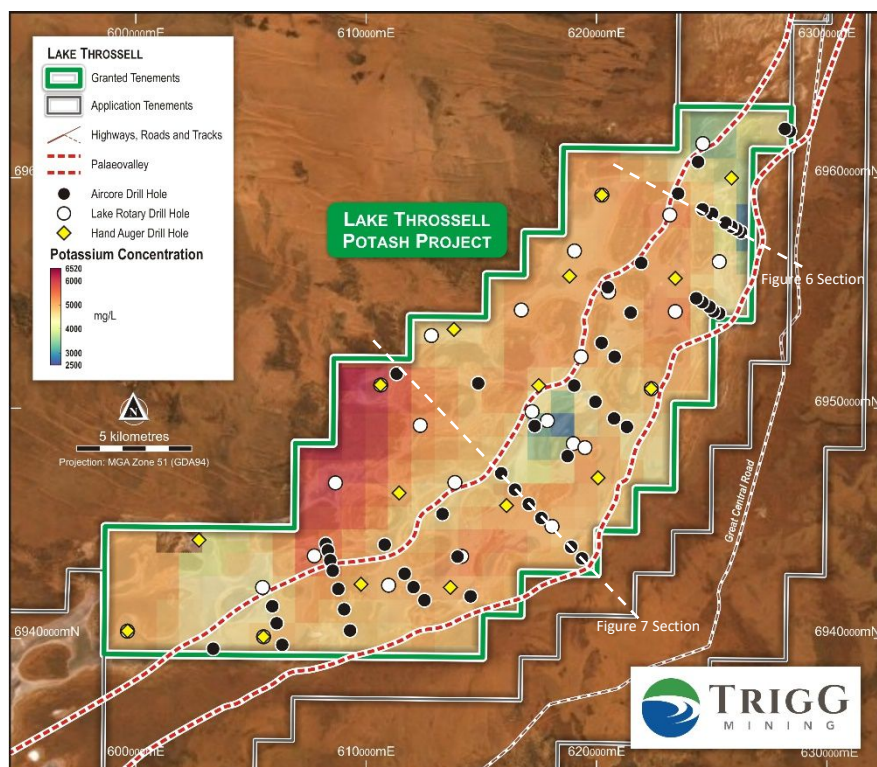 600000mE
610000mE
620000mE
630000mE
LAKE THROSSELL
Granted Tenements
Application Tenements
Highways, Roads and Tracks
Palaeovalley
Aircore Drill Hole
Lake Rotary Drill Hole
Hand Auger Drill Hole
Potassium Concentration
6520
6000
5000
mg/L
4000
3000
2500
6960000mN
LAKE THROSSELL
POTASH PROJECT
Figure 6 Section
N
5 kilometres
Projection: MGA Zone 51 (GDA94)
6950000mN
Great Central Road
6940000mN
Figure 7 Section
6940000mN
TRIGG
MINING
600000mE
610000mE
620000mE
630000mE